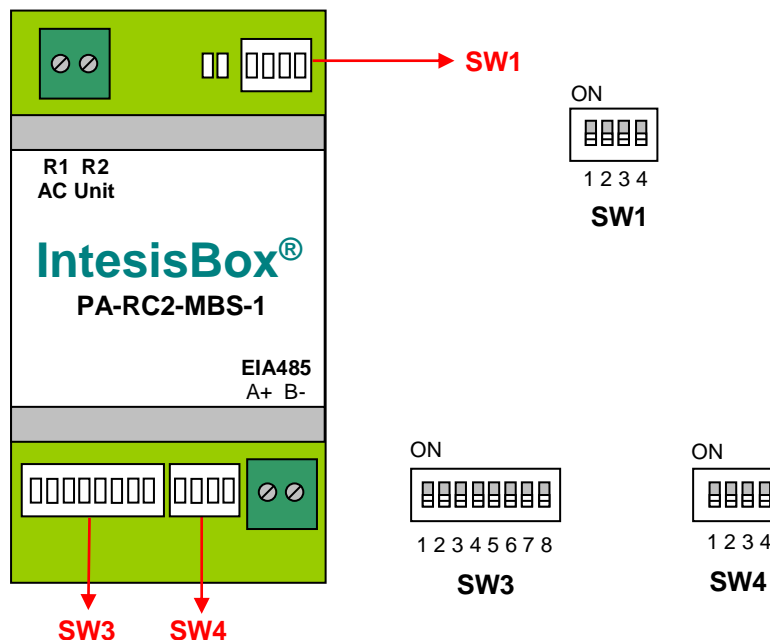 SW1
ON
1 2 3 4
SW1
R1 R2
AC Unit
IntesisBox®
PA-RC2-MBS-1
EIA485
A+ B-
ON
1 2 3 4 5 6 7 8
SW3
ON
1 2 3 4
SW4
SW3 SW4